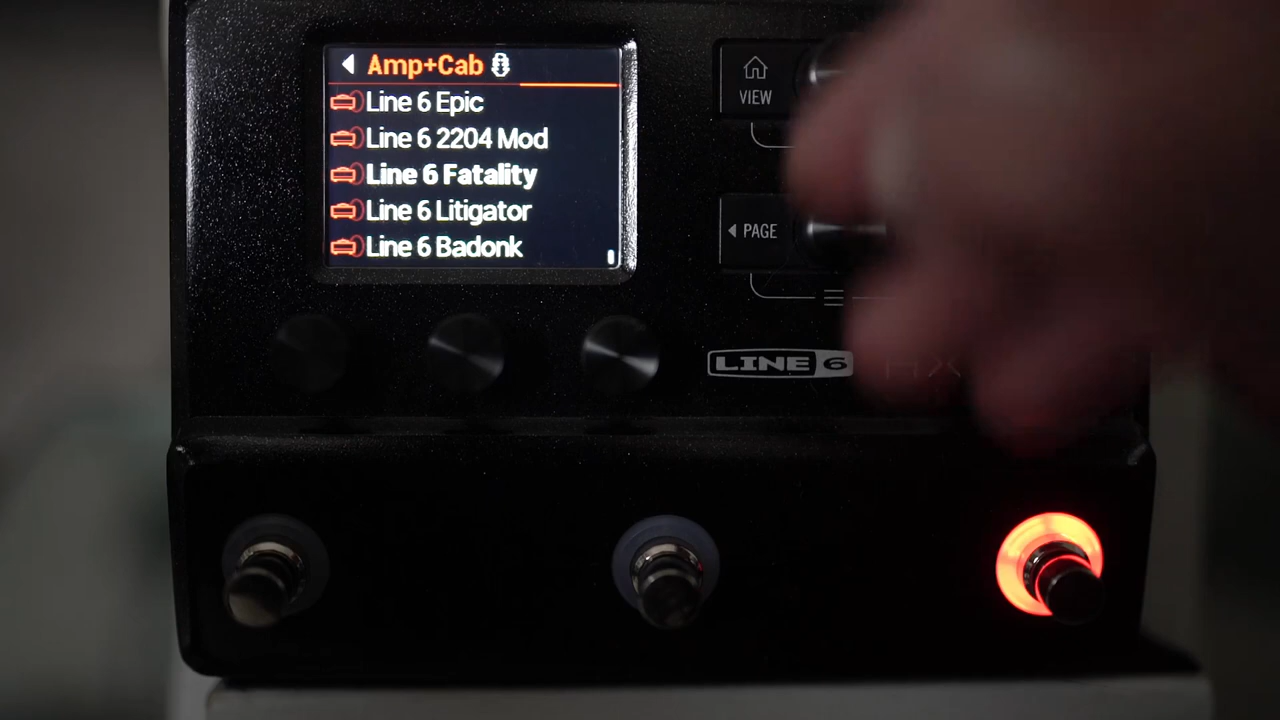 Amp+Cab
Line 6 Epic
Line 6 2204 Mod
Line 6 Fatality
Line 6 Litigator
Line 6 Badonk
VIEW
PAGE
LINE 6 HX